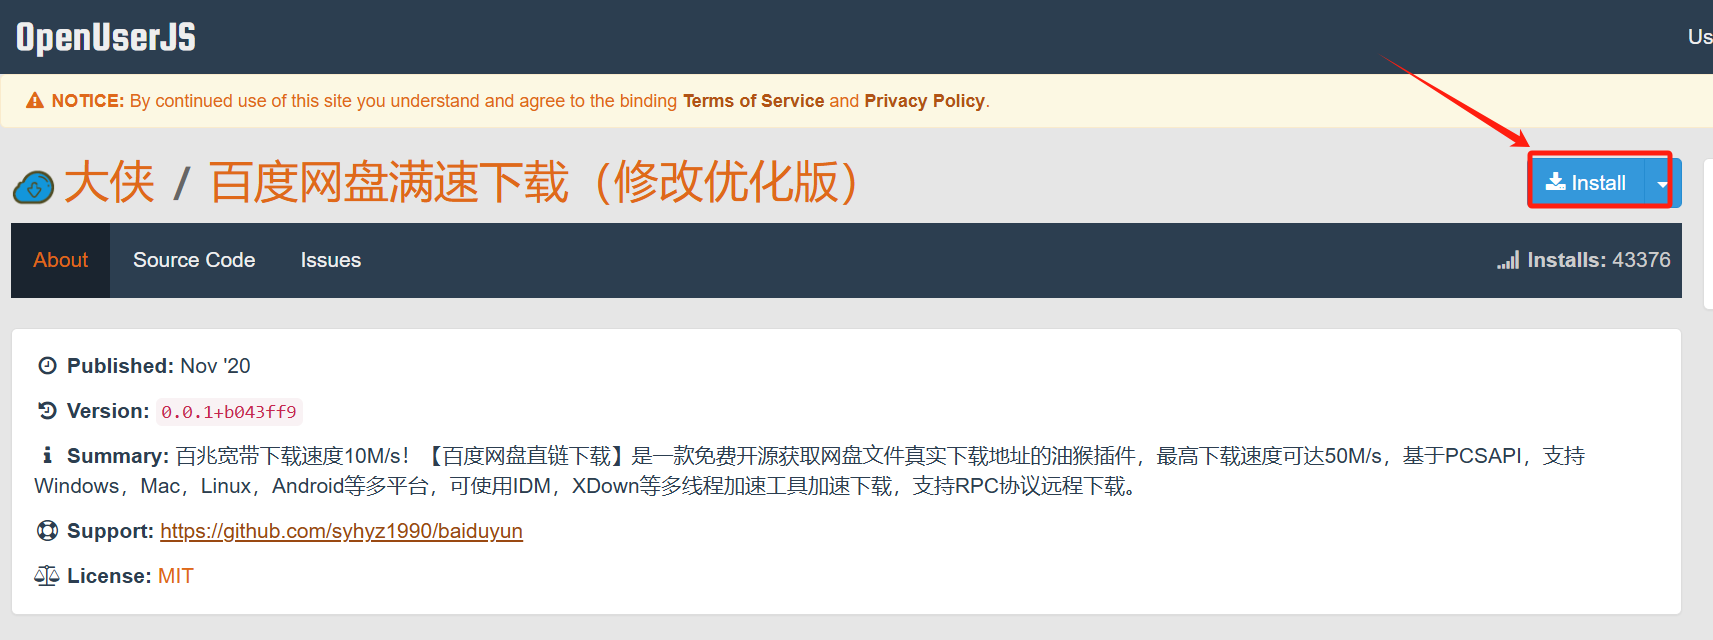 OpenUserJS
Us
NOTICE: By continued use of this site you understand and agree to the binding Terms of Service and Privacy Policy.
大侠 / 百度网盘满速下载（修改优化版）
Install
About
Source Code
Issues
Installs: 43376
Published: Nov '20
Version: 0.0.1+b043ff9
Summary: 百兆宽带下载速度10M/s！【百度网盘直链下载】是一款免费开源获取网盘文件真实下载地址的油猴插件，最高下载速度可达50M/s，基于PCSAPI，支持
Windows，Mac，Linux，Android等多平台，可使用IDM，XDown等多线程加速工具加速下载，支持RPC协议远程下载。
Support: https://github.com/syhyz1990/baiduyun
License: MIT